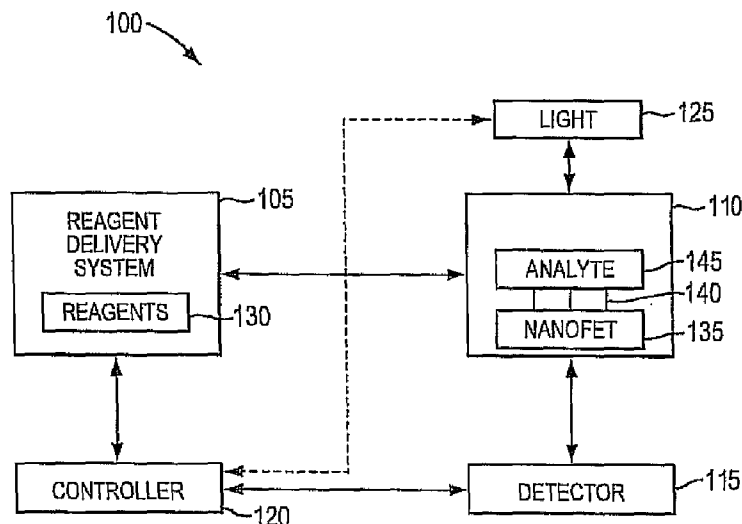 100
LIGHT
125
105
REAGENT
DELIVERY
SYSTEM
REAGENTS
130
110
ANALYTE
145
140
NANOFET
135
CONTROLLER
120
DETECTOR
115